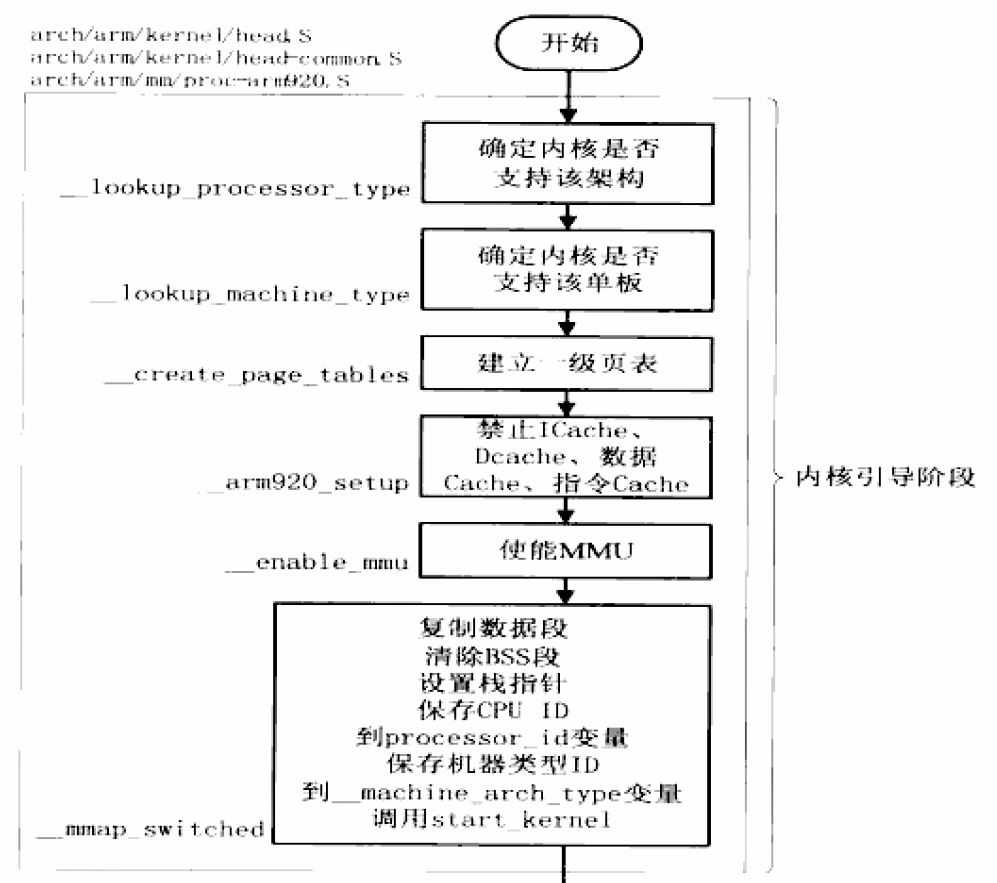 arch/arm/kernel/head.S
arch/arm/kernel/head-common.S
arch/arm/mm/proc-arm920.S
开始
确定内核是否
支持该架构
__lookup_processor_type
确定内核是否
支持该单板
__lookup_machine_type
建立一级页表
__create_page_tables
禁止ICache、
Dcache、数据
Cache、指令Cache
__arm920_setup
内核引导阶段
使能MMU
__enable_mmu
复制数据段
清除BSS段
设置栈指针
保存CPU ID
到processor_id变量
保存机器类型ID
到__machine_arch_type变量
调用start_kernel
__mmap_switched